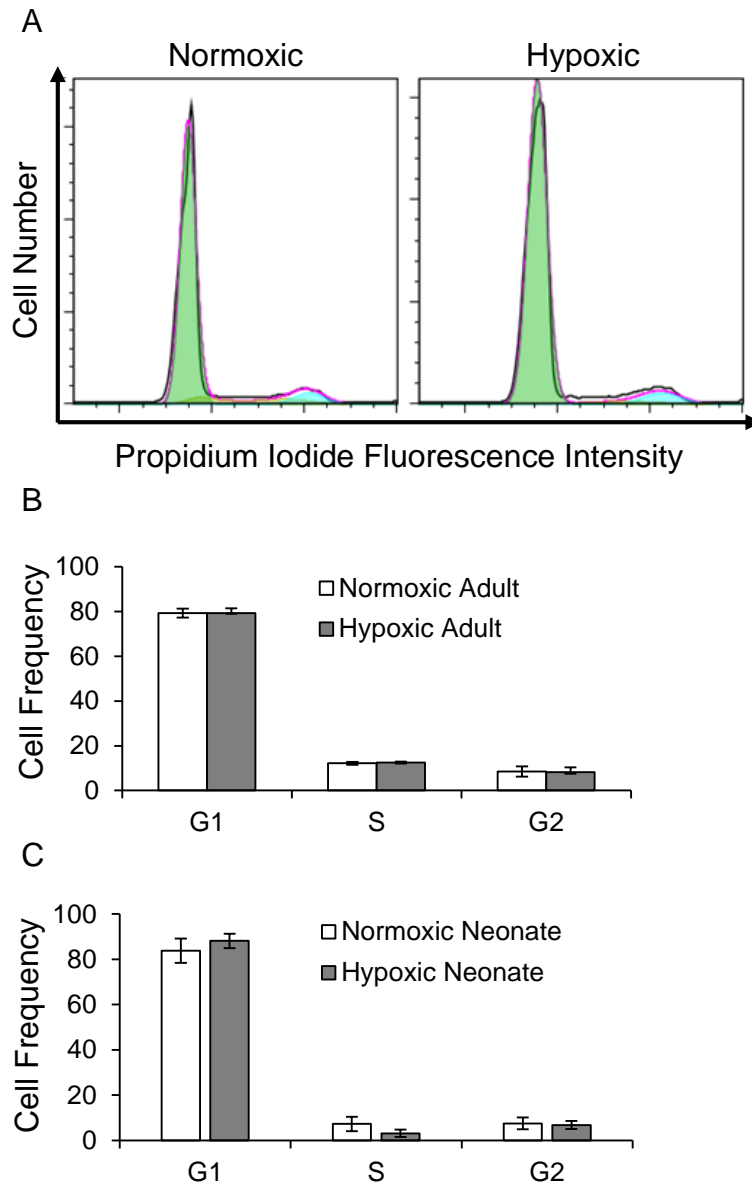 A
Normoxic
Hypoxic
Cell Number
Propidium Iodide Fluorescence Intensity
B
Cell Frequency
100
80
60
40
20
0
Normoxic Adult
Hypoxic Adult
G1
S
G2
C
Cell Frequency
100
80
60
40
20
0
Normoxic Neonate
Hypoxic Neonate
G1
S
G2